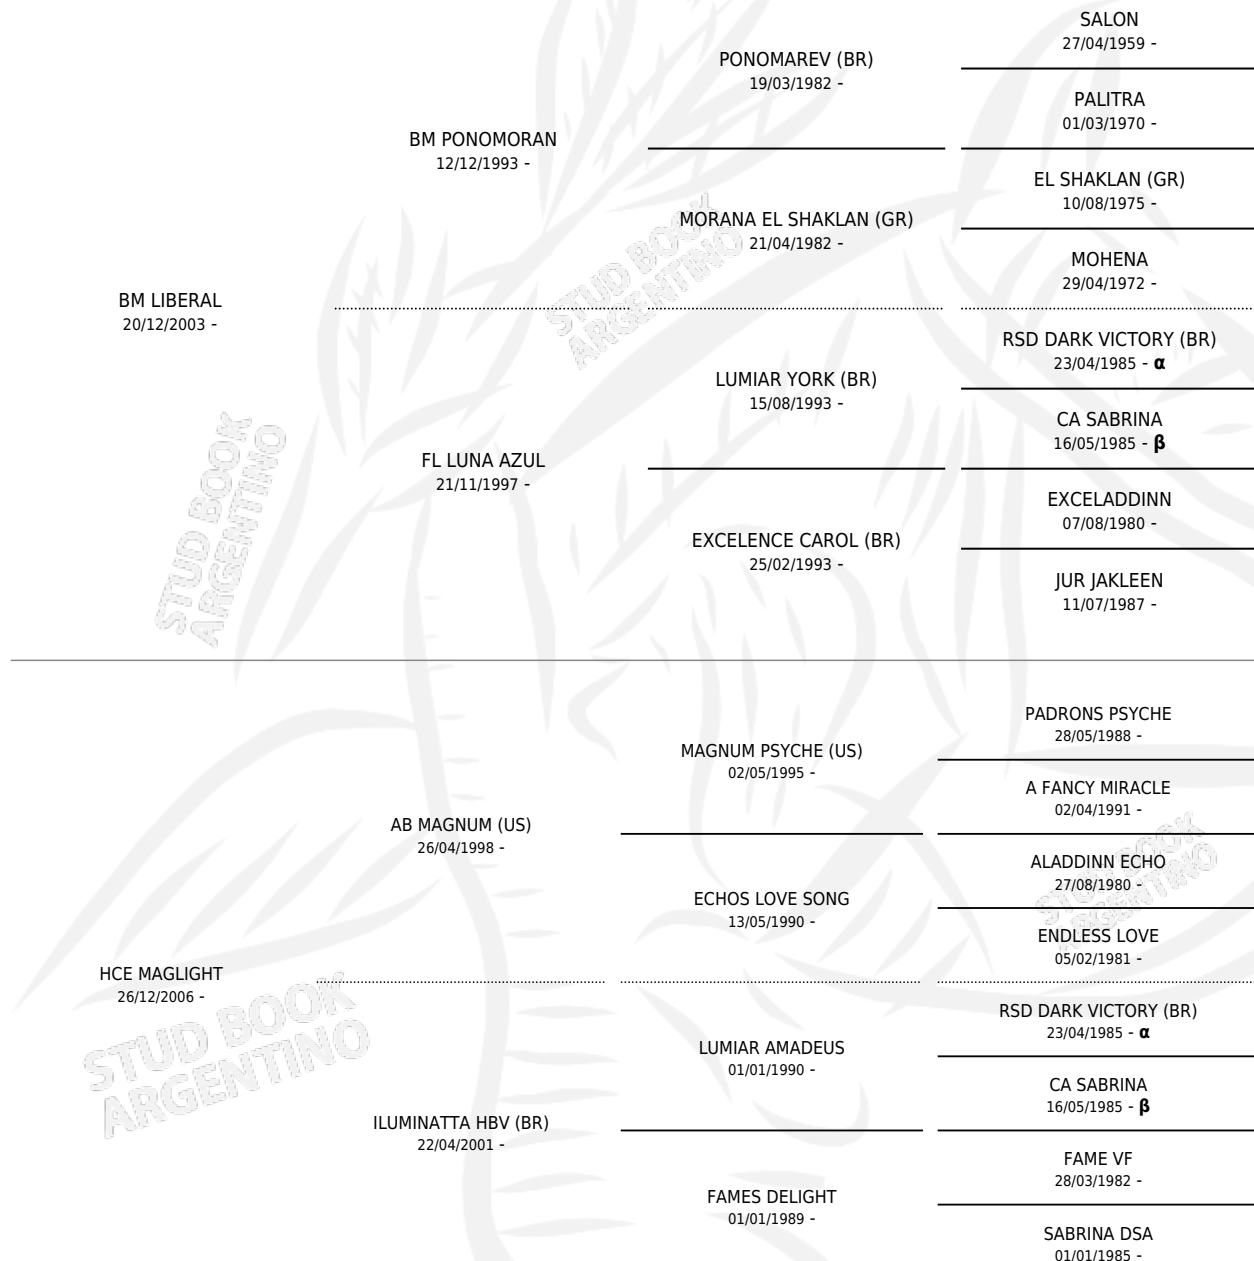 SALON
27/04/1959 -
PONOMAREV (BR)
19/03/1982 -
PALITRA
01/03/1970 -
BM PONOMORAN
12/12/1993 -
EL SHAKLAN (GR)
10/08/1975 -
MORANA EL SHAKLAN (GR)
21/04/1982 -
MOHENA
29/04/1972 -
BM LIBERAL
20/12/2003 -
RSD DARK VICTORY (BR)
23/04/1985 - α
LUMIAR YORK (BR)
15/08/1993 -
CA SABRINA
16/05/1985 - β
FL LUNA AZUL
21/11/1997 -
EXCELADDINN
07/08/1980 -
EXCELENCE CAROL (BR)
25/02/1993 -
JUR JAKLEEN
11/07/1987 -
PADRONS PSYCHE
28/05/1988 -
MAGNUM PSYCHE (US)
02/05/1995 -
A FANCY MIRACLE
02/04/1991 -
AB MAGNUM (US)
26/04/1998 -
ALADDINN ECHO
27/08/1980 -
ECHOS LOVE SONG
13/05/1990 -
ENDLESS LOVE
05/02/1981 -
HCE MAGLIGHT
26/12/2006 -
RSD DARK VICTORY (BR)
23/04/1985 - α
LUMIAR AMADEUS
01/01/1990 -
CA SABRINA
16/05/1985 - β
ILUMINATTA HBV (BR)
22/04/2001 -
FAME VF
28/03/1982 -
FAMES DELIGHT
01/01/1989 -
SABRINA DSA
01/01/1985 -
STUD BOOK
ARGENTINO
STUD BOOK
ARGENTINO
STUD BOOK
ARGENTINO
STUD BOOK
ARGENTINO